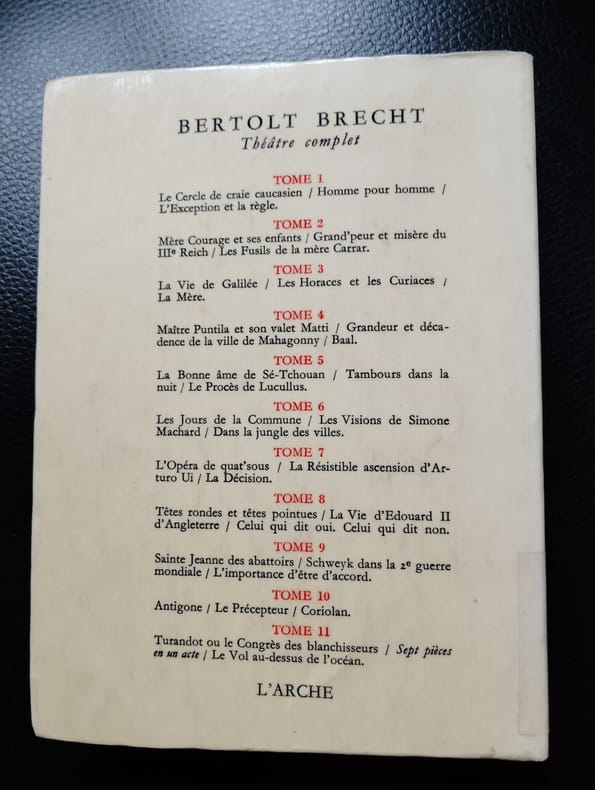 BERTOLT BRECHT
Théâtre complet
TOME 1
Le Cercle de craie caucasien / Homme pour homme /
L'Exception et la règle.
TOME 2
Mère Courage et ses enfants / Grand'peur et misère du
IIIe Reich / Les Fusils de la mère Carrar.
TOME 3
La Vie de Galilée / Les Horaces et les Curiaces /
La Mère.
TOME 4
Maître Puntila et son valet Matti / Grandeur et déca-
dence de la ville de Mahagonny / Baal.
TOME 5
La Bonne âme de Sé-Tchouan / Tambours dans la
nuit / Le Procès de Lucullus.
TOME 6
Les Jours de la Commune / Les Visions de Simone
Machard / Dans la jungle des villes.
TOME 7
L'Opéra de quat'sous / La Résistible ascension d'Ar-
turo Ui / La Décision.
TOME 8
Têtes rondes et têtes pointues / La Vie d'Edouard II
d'Angleterre / Celui qui dit oui. Celui qui dit non.
TOME 9
Sainte Jeanne des abattoirs / Schweyk dans la 2e guerre
mondiale / L'importance d'être d'accord.
TOME 10
Antigone / Le Précepteur / Coriolan.
TOME 11
Turandot ou le Congrès des blanchisseurs / Sept pièces
en un acte / Le Vol au-dessus de l'océan.
L'ARCHE